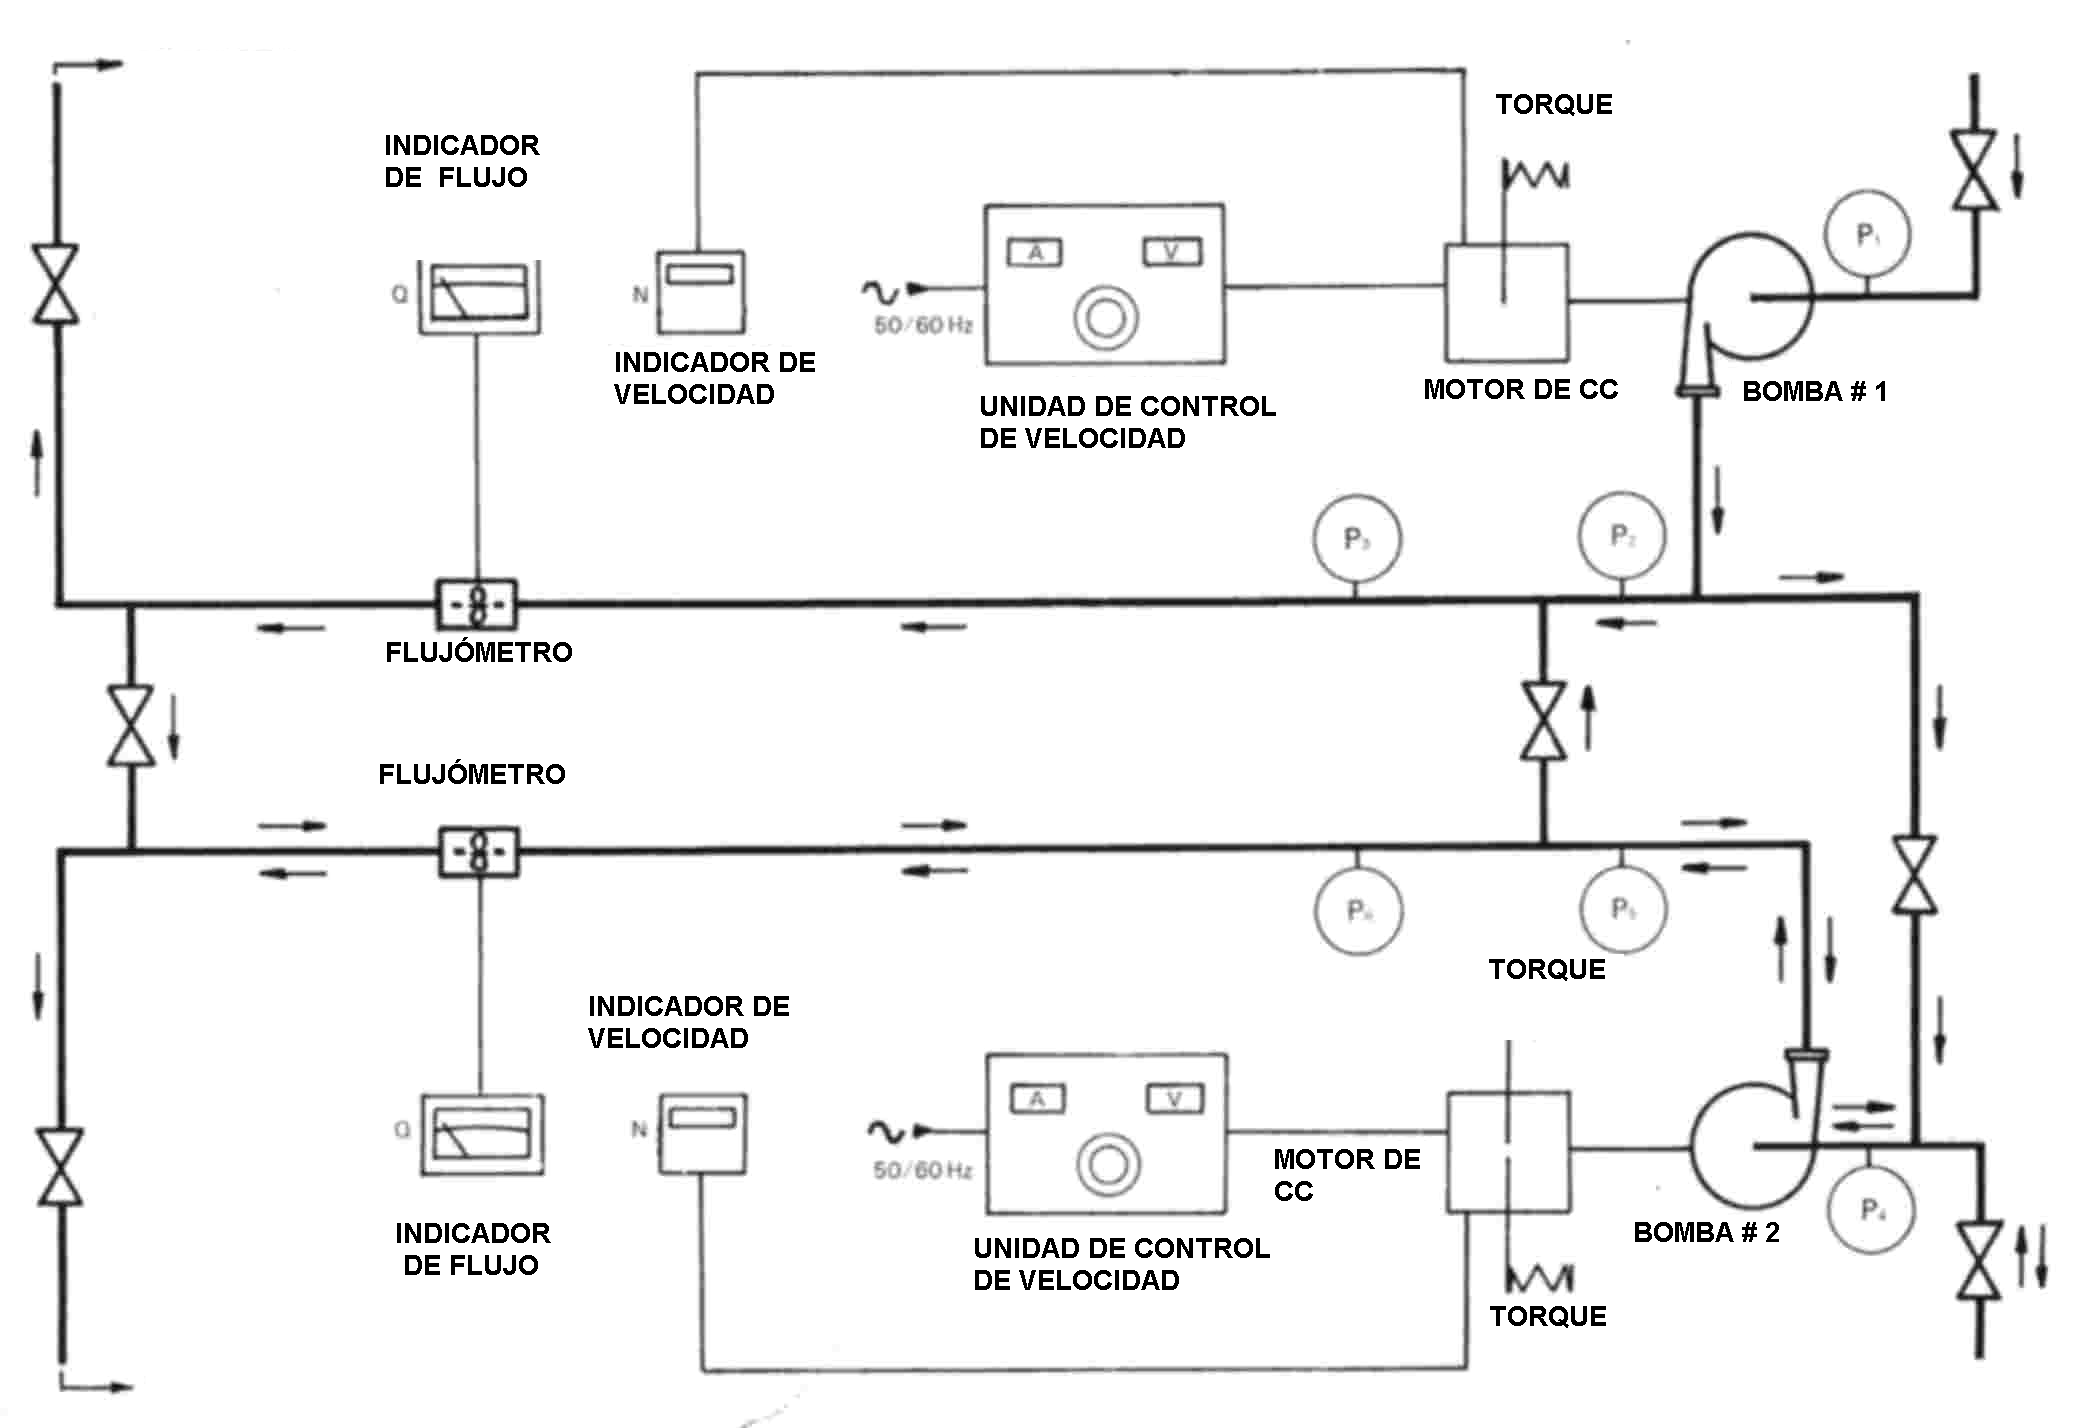 TORQUE
INDICADOR
DE FLUJO
P1
A
V
Q
N
50/60 Hz
INDICADOR DE
VELOCIDAD
MOTOR DE CC
BOMBA # 1
UNIDAD DE CONTROL
DE VELOCIDAD
P3
P2
FLUJÓMETRO
FLUJÓMETRO
P5
TORQUE
INDICADOR DE
VELOCIDAD
A
V
Q
N
50/60 Hz
MOTOR DE
CC
P4
INDICADOR
DE FLUJO
BOMBA # 2
UNIDAD DE CONTROL
DE VELOCIDAD
TORQUE